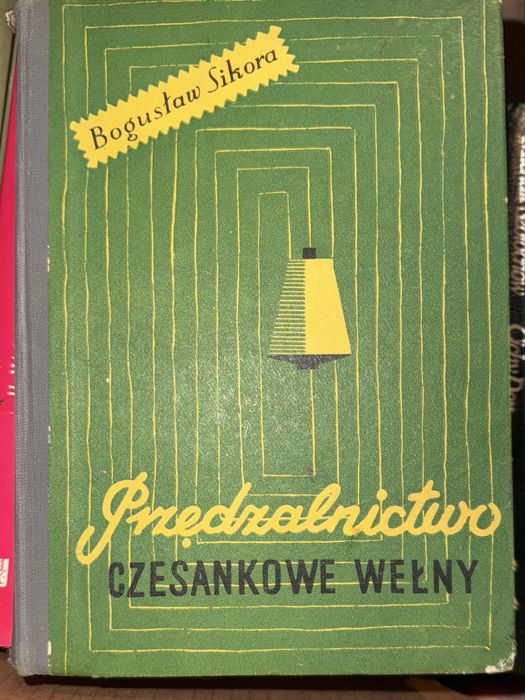 Bogusław Sikora
Przędzalnictwo
CZESANKOWE WEŁNY